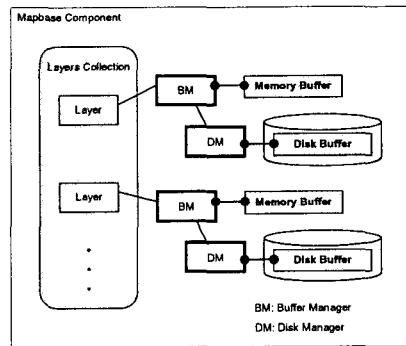 Mapbase Component
Layers Collection
Layer
BM
Memory Buffer
DM
Disk Buffer
Layer
BM
Memory Buffer
DM
Disk Buffer
BM: Buffer Manager
DM: Disk Manager